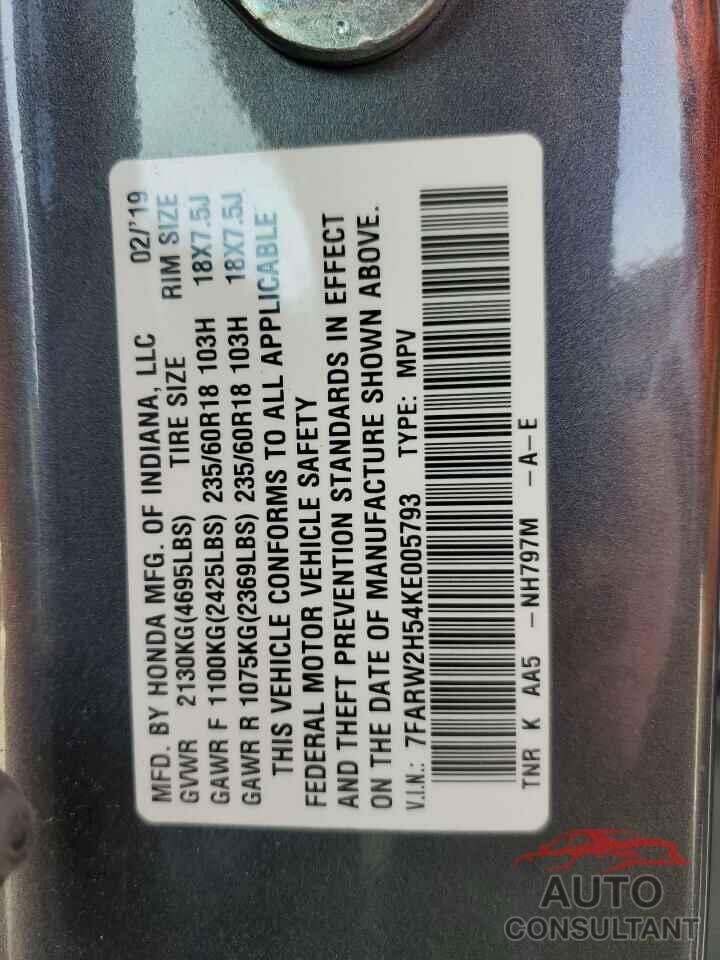 MFD. BY HONDA MFG. OF INDIANA, LLC 02/'19
GVWR 2130KG(4695LBS) TIRE SIZE RIM SIZE
GAWR F 1100KG(2425LBS) 235/60R18 103H 18X7.5J
GAWR R 1075KG(2369LBS) 235/60R18 103H 18X7.5J
THIS VEHICLE CONFORMS TO ALL APPLICABLE
FEDERAL MOTOR VEHICLE SAFETY
AND THEFT PREVENTION STANDARDS IN EFFECT
ON THE DATE OF MANUFACTURE SHOWN ABOVE.
V.I.N.: 7FARW2H54KE005793 TYPE: MPV
TNR K AA5 -NH797M -A-E
AUTO
CONSULTANT